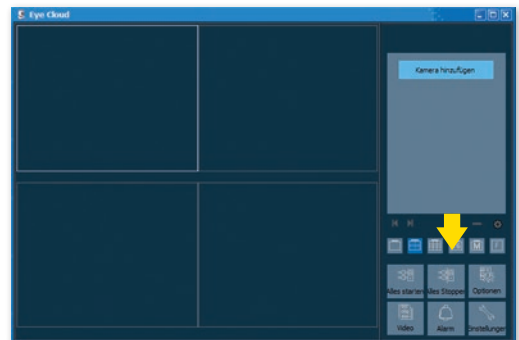 Eye Cloud
Kamera hinzufügen
M
Alles starten Alles Stoppen Optionen
Video Alarm Einstellungen